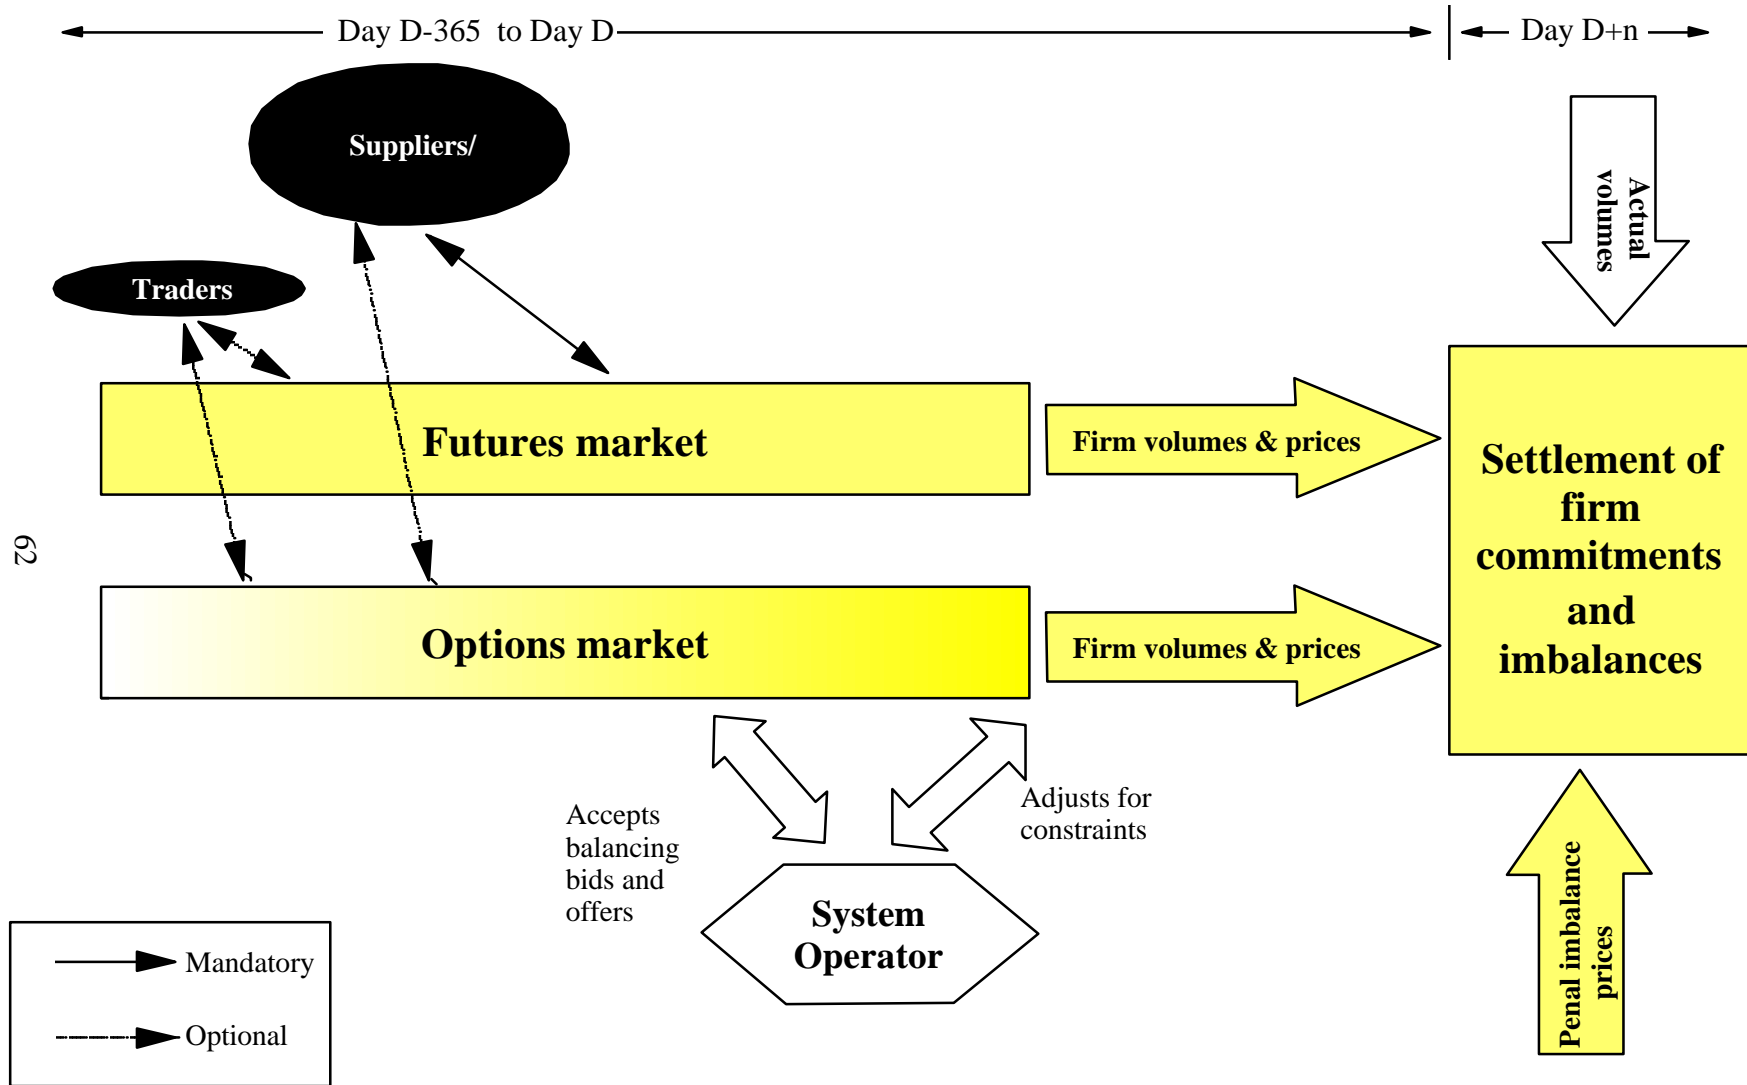 Day D-365  to Day D
Day D+n
Suppliers/
Actual
volumes
Traders
Futures market
Firm volumes & prices
Settlement of
firm
commitments
and
imbalances
62
Options market
Firm volumes & prices
Accepts
balancing
bids and
offers
Adjusts for
constraints
System
Operator
Penal imbalance
prices
Mandatory
Optional